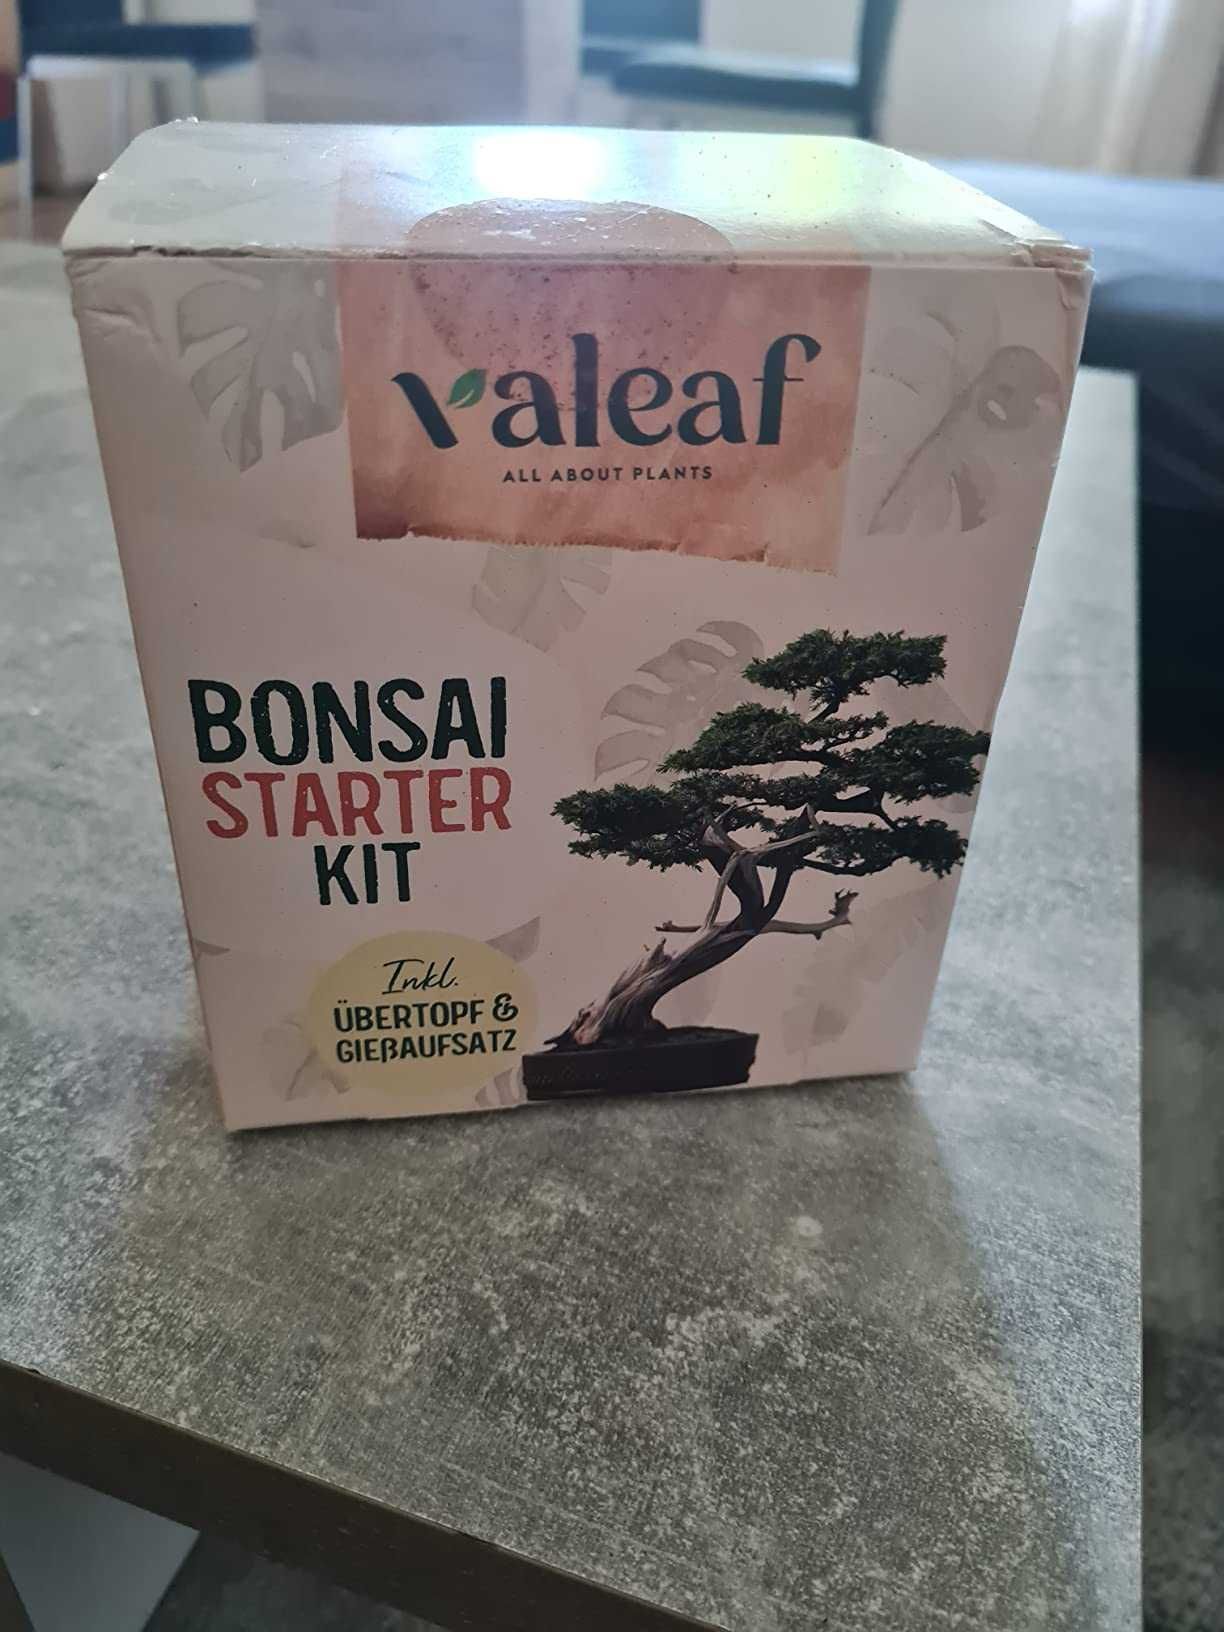 valeaf
ALL ABOUT PLANTS
BONSAI
STARTER
KIT
Inkl.
ÜBERTOPF &
GIEßAUFSATZ